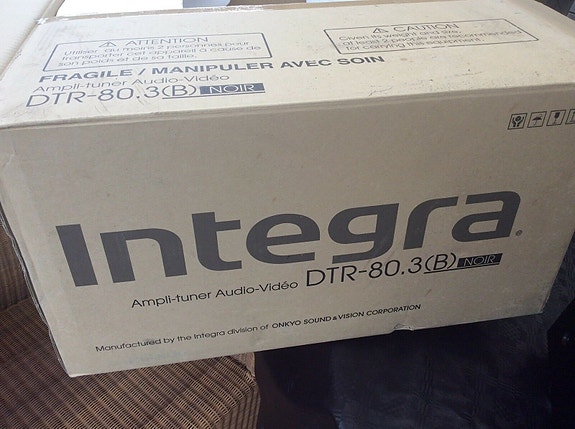 ATTENTION
Utiliser au moins 2 personnes pour
transporter cet appareil à cause de
son poids et de sa taille.
CAUTION
Given its weight and size,
at least 2 people are recommended
for carrying this equipment.
FRAGILE / MANIPULER AVEC SOIN
Ampli-tuner Audio-Vidéo
DTR-80.3(B) NOIR
Integra®
Ampli-tuner Audio-Vidéo DTR-80.3(B) NOIR
Manufactured by the Integra division of ONKYO SOUND & VISION CORPORATION